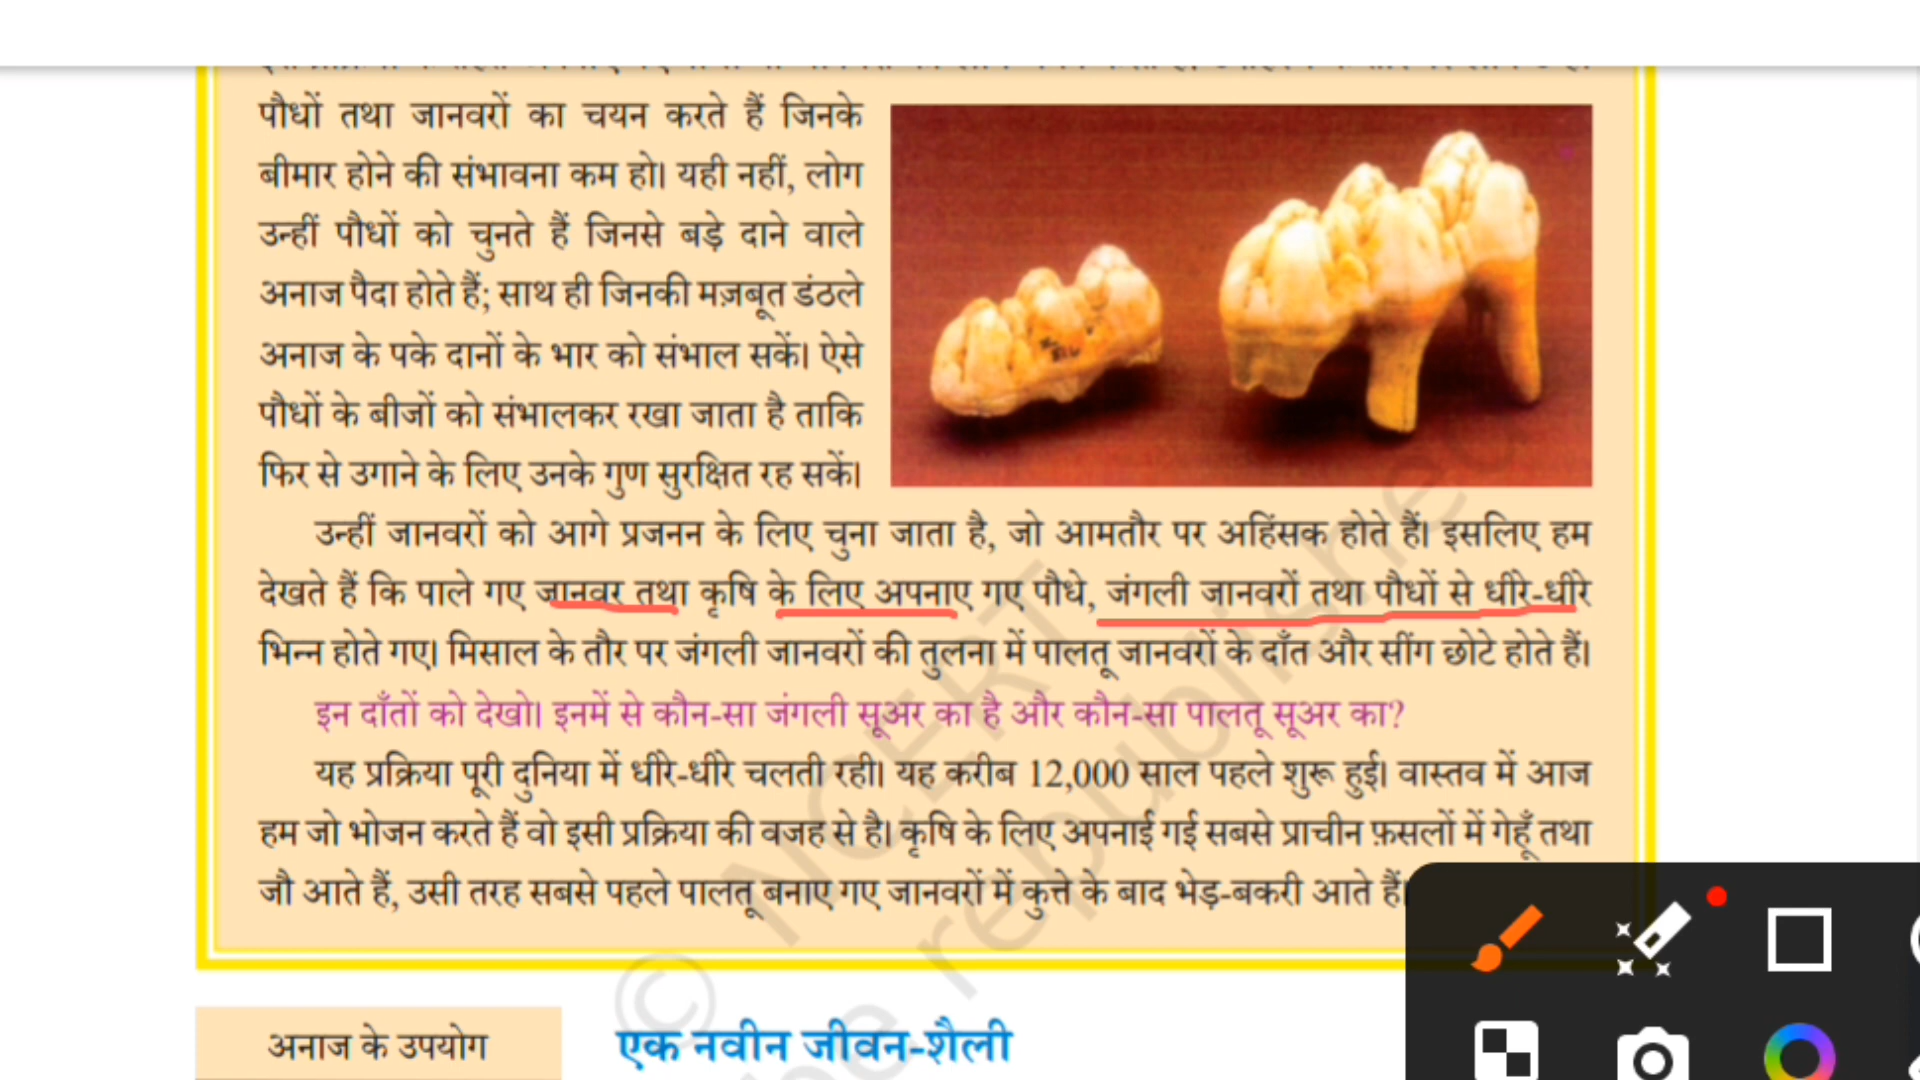 पौधों तथा जानवरों का चयन करते हैं जिनके
बीमार होने की संभावना कम हो। यही नहीं, लोग
उन्हीं पौधों को चुनते हैं जिनसे बड़े दाने वाले
अनाज पैदा होते हैं; साथ ही जिनकी मज़बूत डंठले
अनाज के पके दानों के भार को संभाल सकें। ऐसे
पौधों के बीजों को संभालकर रखा जाता है ताकि
फिर से उगाने के लिए उनके गुण सुरक्षित रह सकें।
उन्हीं जानवरों को आगे प्रजनन के लिए चुना जाता है, जो आमतौर पर अहिंसक होते हैं। इसलिए हम
देखते हैं कि पाले गए जानवर तथा कृषि के लिए अपनाए गए पौधे, जंगली जानवरों तथा पौधों से धीरे-धीरे
भिन्न होते गए। मिसाल के तौर पर जंगली जानवरों की तुलना में पालतू जानवरों के दाँत और सींग छोटे होते हैं।
इन दाँतों को देखो। इनमें से कौन-सा जंगली सूअर का है और कौन-सा पालतू सूअर का?
यह प्रक्रिया पूरी दुनिया में धीरे-धीरे चलती रही। यह करीब 12,000 साल पहले शुरू हुई। वास्तव में आज
हम जो भोजन करते हैं वो इसी प्रक्रिया की वजह से है। कृषि के लिए अपनाई गई सबसे प्राचीन फ़सलों में गेहूँ तथा
जौ आते हैं, उसी तरह सबसे पहले पालतू बनाए गए जानवरों में कुत्ते के बाद भेड़-बकरी आते हैं।
© NCERT
be republished
अनाज के उपयोग
एक नवीन जीवन-शैली